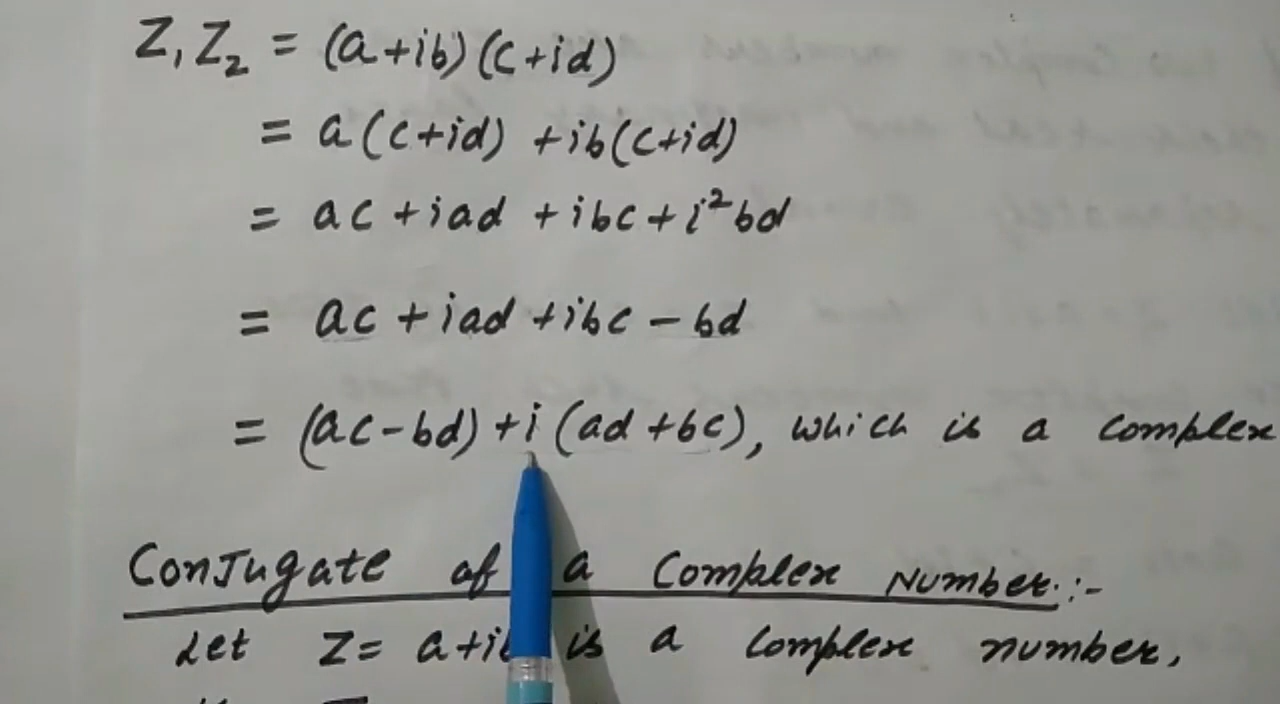 Z₁Z₂ = (a+ib)(c+id)
= a(c+id) +ib(c+id)
= ac +iad +ibc+i²bd
= ac +iad +ibc - bd
= (ac-bd) +i (ad +bc), which is a complex
Conjugate of a Complex Number:-
Let Z= a+ib is a complex number,